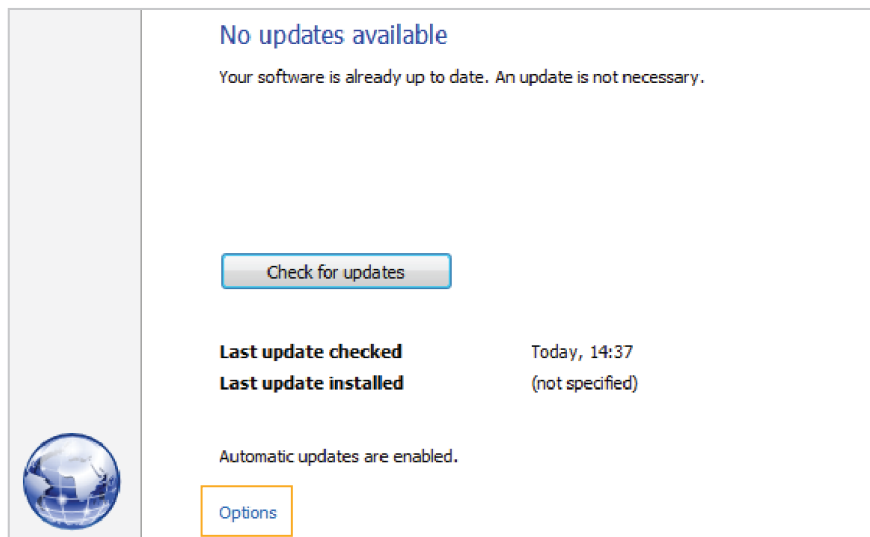 No updates available
Your software is already up to date. An update is not necessary.
Check for updates
Last update checked Today, 14:37
Last update installed (not specified)
Automatic updates are enabled.
Options